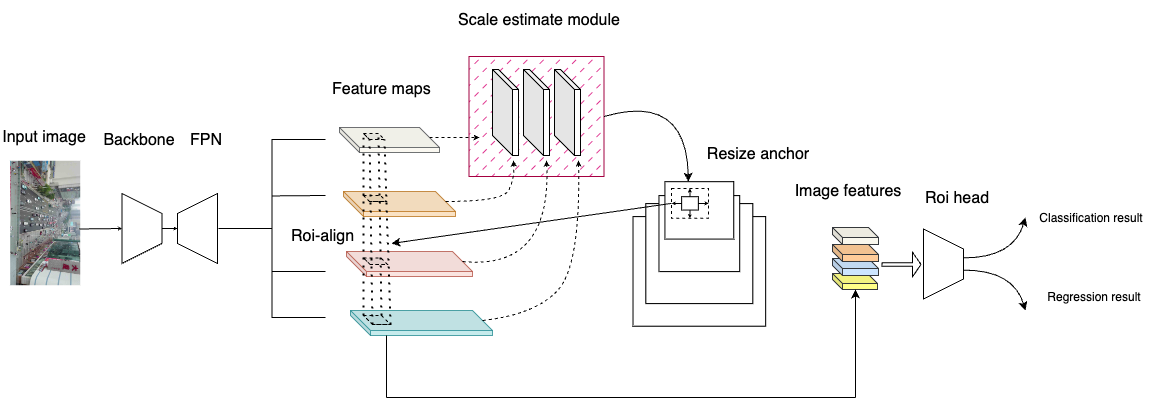 Scale estimate module
Feature maps
Input image
Backbone
FPN
Resize anchor
Image features
Roi head
Classification result
Roi-align
Regression result